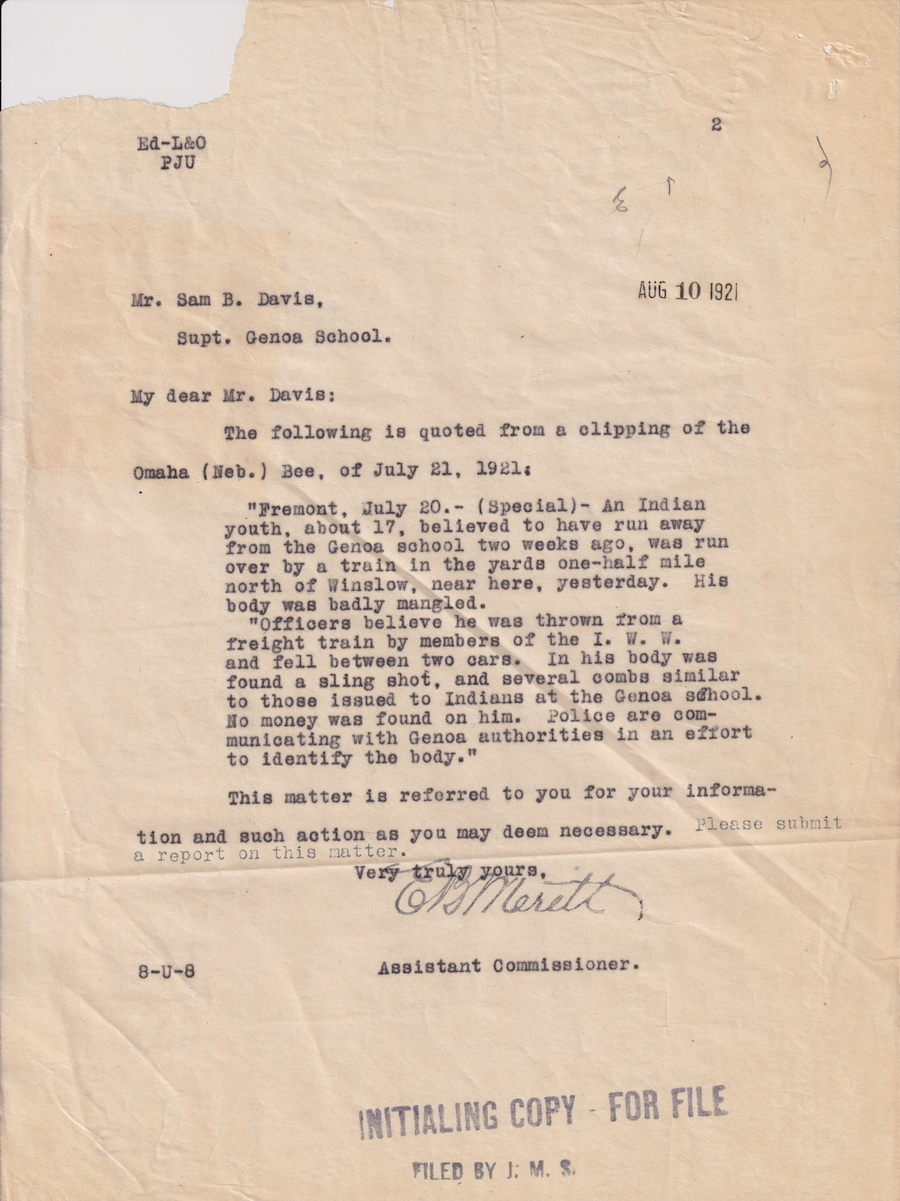 2
Ed-L&O
PJU
AUG 10 1921
Mr. Sam B. Davis,
Supt. Genoa School.
My dear Mr. Davis:
The following is quoted from a clipping of the
Omaha (Neb.) Bee, of July 21, 1921:
"Fremont, July 20.- (Special)- An Indian
youth, about 17, believed to have run away
from the Genoa school two weeks ago, was run
over by a train in the yards one-half mile
north of Winslow, near here, yesterday. His
body was badly mangled.
"Officers believe he was thrown from a
freight train by members of the I. W. W.
and fell between two cars. In his body was
found a sling shot, and several combs similar
to those issued to Indians at the Genoa school.
No money was found on him. Police are com-
municating with Genoa authorities in an effort
to identify the body."
This matter is referred to you for your informa-
tion and such action as you may deem necessary. Please submit
a report on this matter.
Very truly yours,
EB Meritt
8-U-8 Assistant Commissioner.
INITIALING COPY - FOR FILE
FILED BY J. M. S.